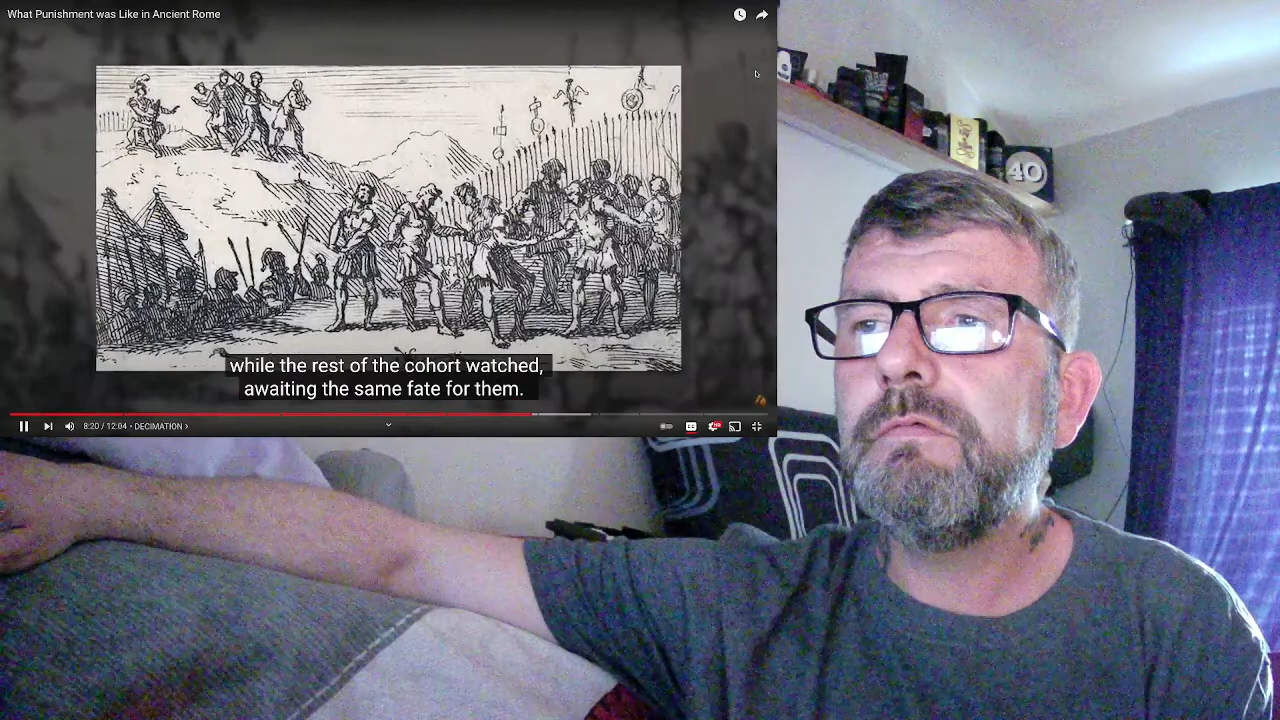 What Punishment was Like in Ancient Rome
while the rest of the cohort watched,
awaiting the same fate for them.
8:20 / 12:04 • DECIMATION ›
HD
40